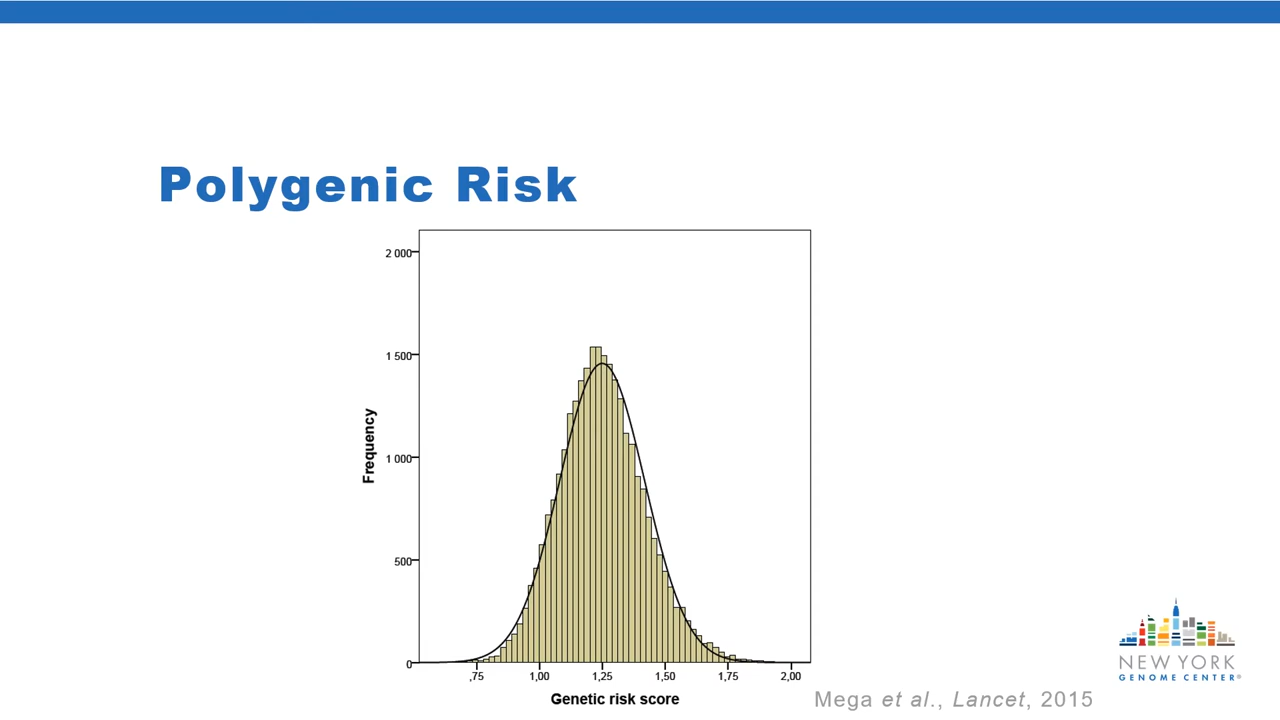 Polygenic Risk
2 000
1 500
1 000
500
0
Frequency
,75 1,00 1,25 1,50 1,75 2,00
Genetic risk score
Mega et al., Lancet, 2015
NEW YORK
GENOME CENTER®